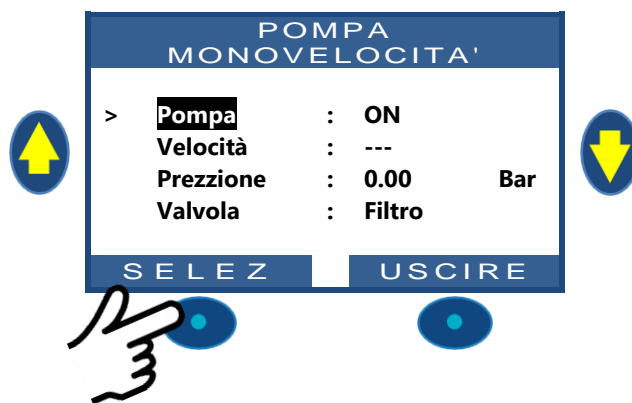 POMPA
MONOVELOCITA'
> Pompa : ON
Velocità : ---
Prezzione : 0.00 Bar
Valvola : Filtro
SELEZ USCIRE